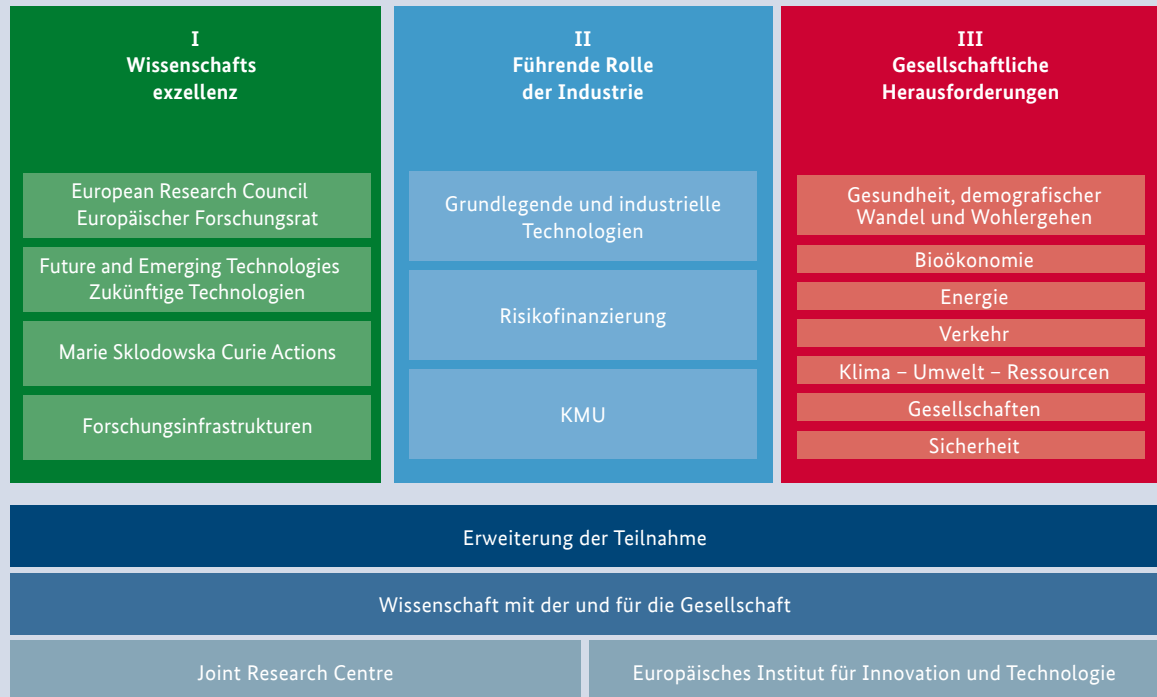 I
Wissenschafts
exzellenz
European Research Council
Europäischer Forschungsrat
Future and Emerging Technologies
Zukünftige Technologien
Marie Sklodowska Curie Actions
Forschungsinfrastrukturen
II
Führende Rolle
der Industrie
Grundlegende und industrielle
Technologien
Risikofinanzierung
KMU
III
Gesellschaftliche
Herausforderungen
Gesundheit, demografischer
Wandel und Wohlergehen
Bioökonomie
Energie
Verkehr
Klima – Umwelt – Ressourcen
Gesellschaften
Sicherheit
Erweiterung der Teilnahme
Wissenschaft mit der und für die Gesellschaft
Joint Research Centre
Europäisches Institut für Innovation und Technologie